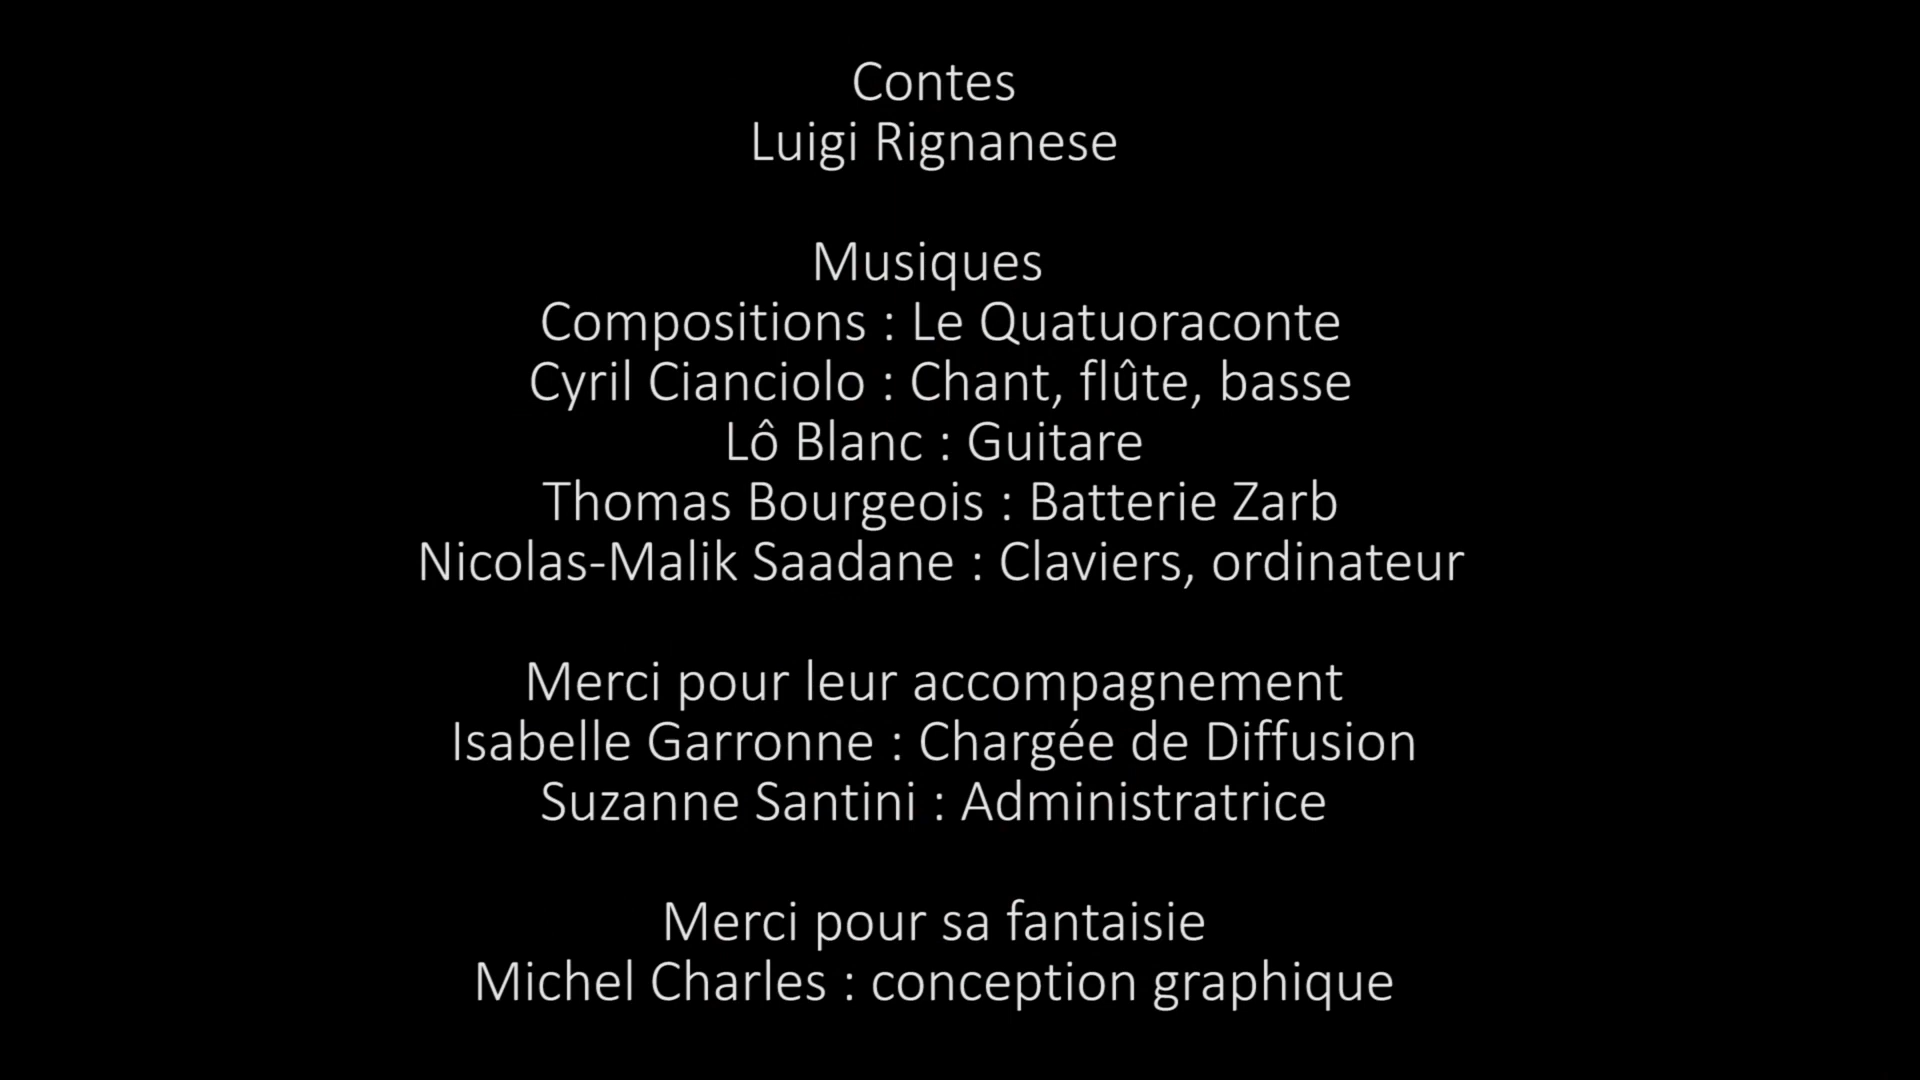 Contes
Luigi Rignanese
Musiques
Compositions : Le Quatuoraconte
Cyril Cianciolo : Chant, flûte, basse
Lô Blanc : Guitare
Thomas Bourgeois : Batterie Zarb
Nicolas-Malik Saadane : Claviers, ordinateur
Merci pour leur accompagnement
Isabelle Garronne : Chargée de Diffusion
Suzanne Santini : Administratrice
Merci pour sa fantaisie
Michel Charles : conception graphique